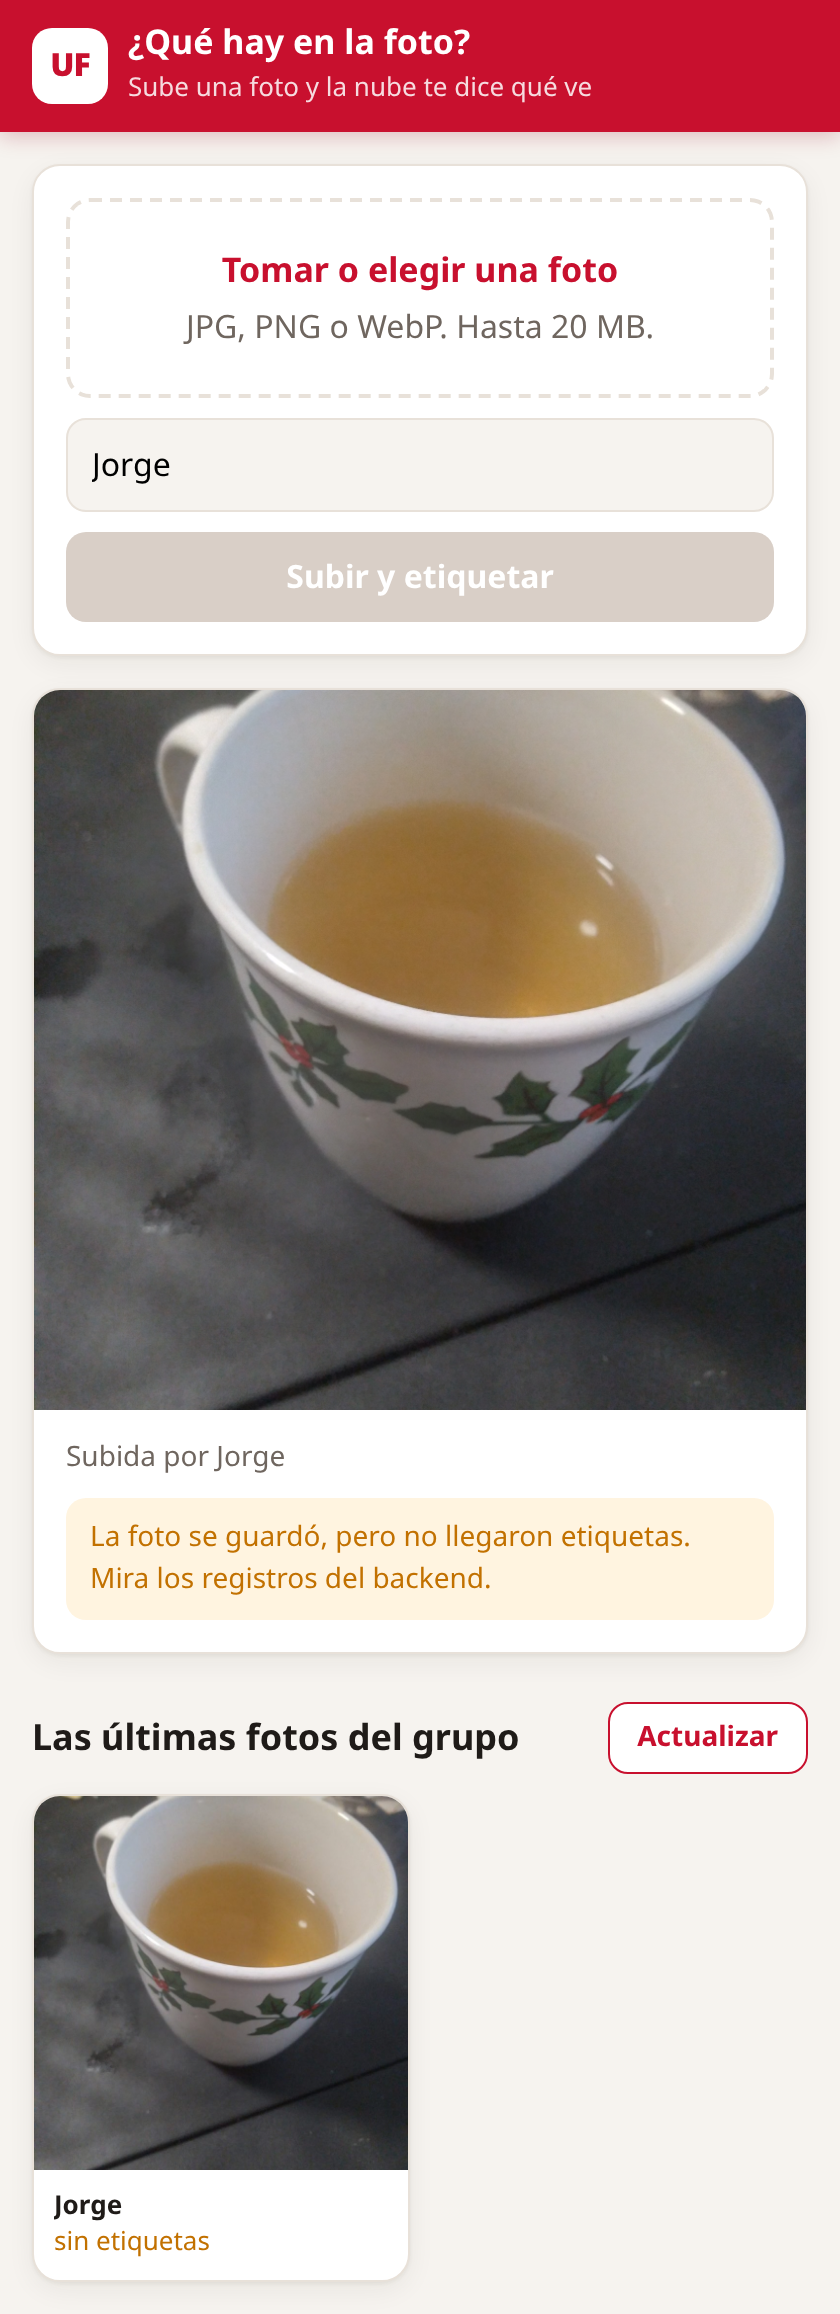 UF
¿Qué hay en la foto?
Sube una foto y la nube te dice qué ve
Tomar o elegir una foto
JPG, PNG o WebP. Hasta 20 MB.
Jorge
Subir y etiquetar
Subida por Jorge
La foto se guardó, pero no llegaron etiquetas.
Mira los registros del backend.
Las últimas fotos del grupo
Actualizar
Jorge
sin etiquetas